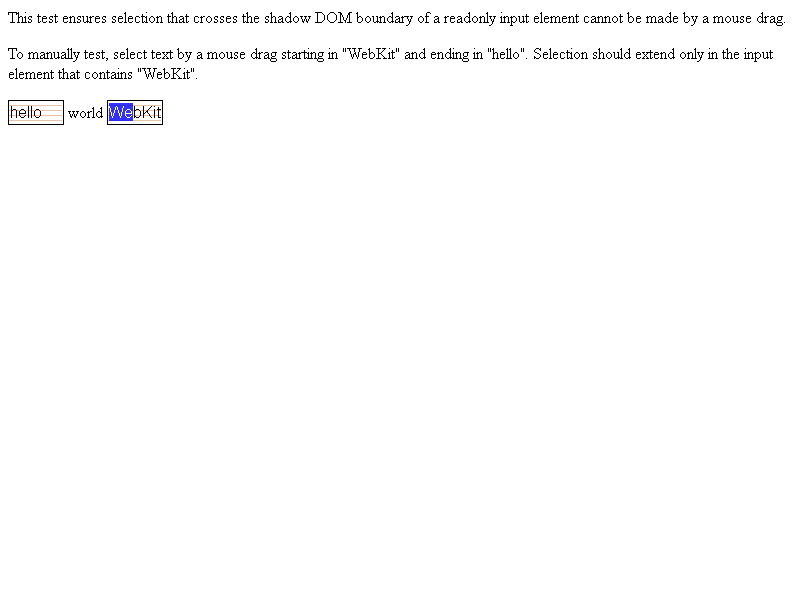 This test ensures selection that crosses the shadow DOM boundary of a readonly input element cannot be made by a mouse drag.
To manually test, select text by a mouse drag starting in "WebKit" and ending in "hello". Selection should extend only in the input
element that contains "WebKit".
hello world WebKit